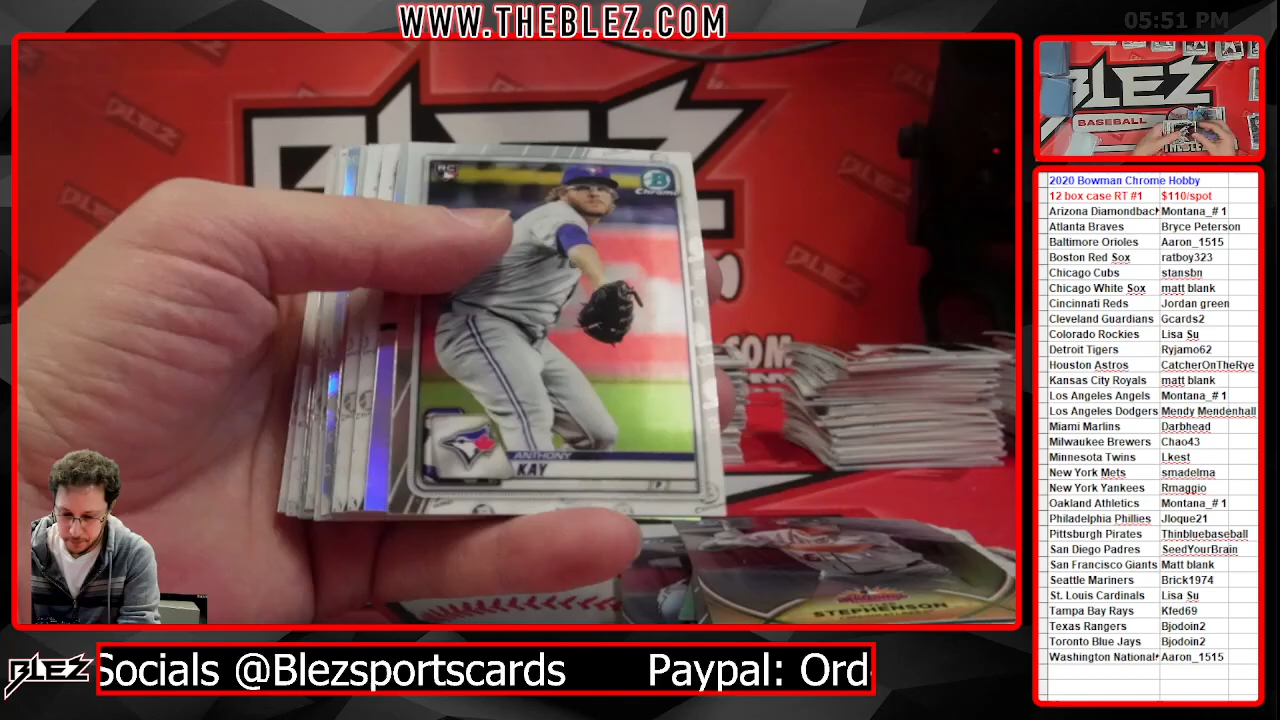 WWW.THEBLEZ.COM
05:51 PM
BLEZ
BLEZ
BASEBALL
THEBLEZ
RC
Chrome
ANTHONY
KAY
P
.COM
STEPHENSON
2020 Bowman Chrome Hobby
12 box case RT #1 $110/spot
Arizona Diamondback Montana_# 1
Atlanta Braves Bryce Peterson
Baltimore Orioles Aaron_1515
Boston Red Sox ratboy323
Chicago Cubs stansbn
Chicago White Sox matt blank
Cincinnati Reds Jordan green
Cleveland Guardians Gcards2
Colorado Rockies Lisa Su
Detroit Tigers Ryjamo62
Houston Astros CatcherOnTheRye
Kansas City Royals matt blank
Los Angeles Angels Montana_# 1
Los Angeles Dodgers Mendy Mendenhall
Miami Marlins Darbhead
Milwaukee Brewers Chao43
Minnesota Twins Lkest
New York Mets smadelma
New York Yankees Rmaggio
Oakland Athletics Montana_# 1
Philadelphia Phillies Jloque21
Pittsburgh Pirates Thinbluebaseball
San Diego Padres SeedYourBrain
San Francisco Giants Matt blank
Seattle Mariners Brick1974
St. Louis Cardinals Lisa Su
Tampa Bay Rays Kfed69
Texas Rangers Bjodoin2
Toronto Blue Jays Bjodoin2
Washington National Aaron_1515
BLEZ
Socials @Blezsportscards Paypal: Ord